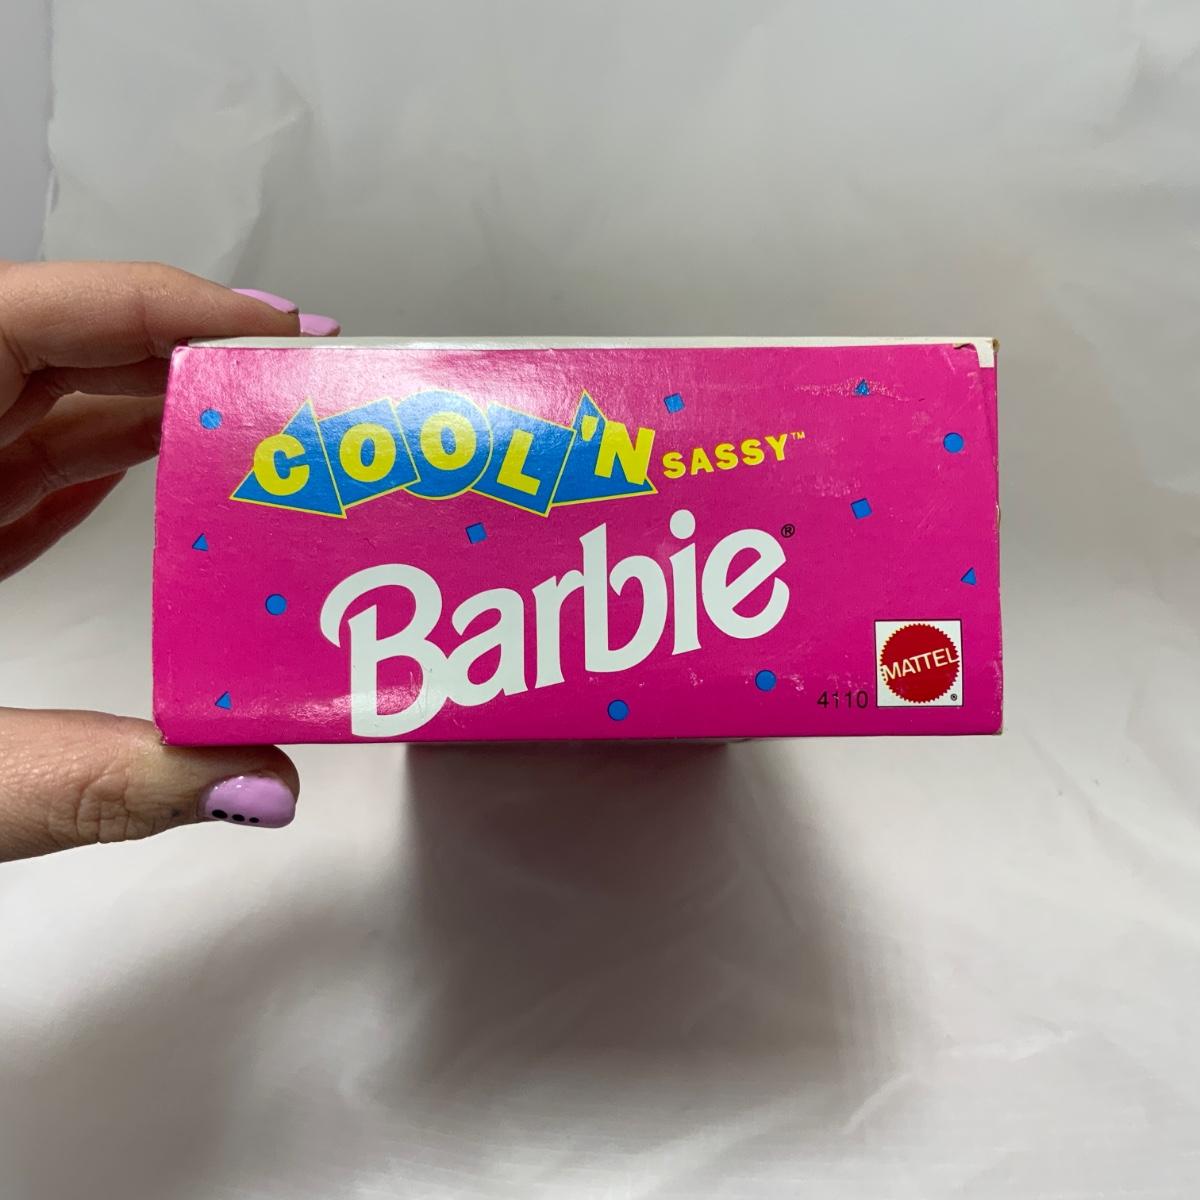 COOL 'N SASSY™
Barbie®
4110 MATTEL®